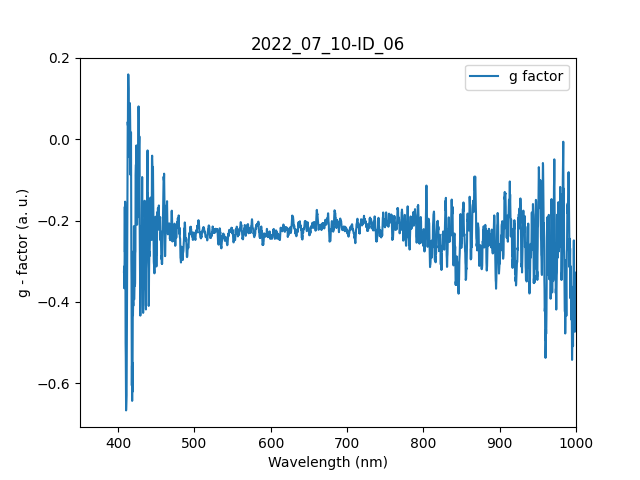 2022_07_10-ID_06
g factor
g - factor (a. u.)
0.2
0.0
−0.2
−0.4
−0.6
400 500 600 700 800 900 1000
Wavelength (nm)